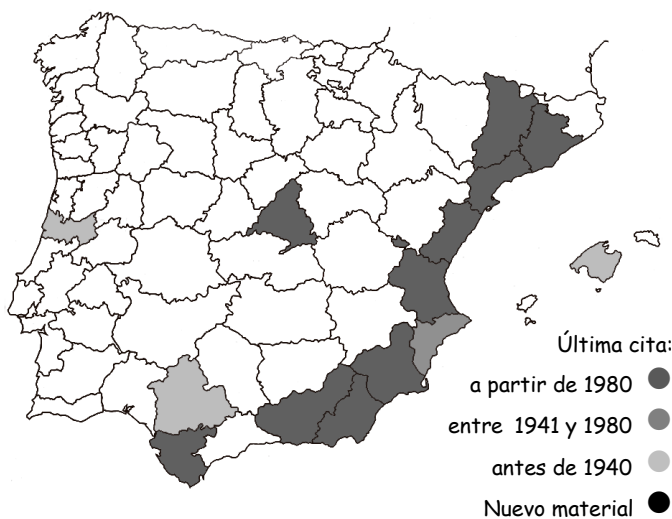 Última cita:
a partir de 1980
entre 1941 y 1980
antes de 1940
Nuevo material